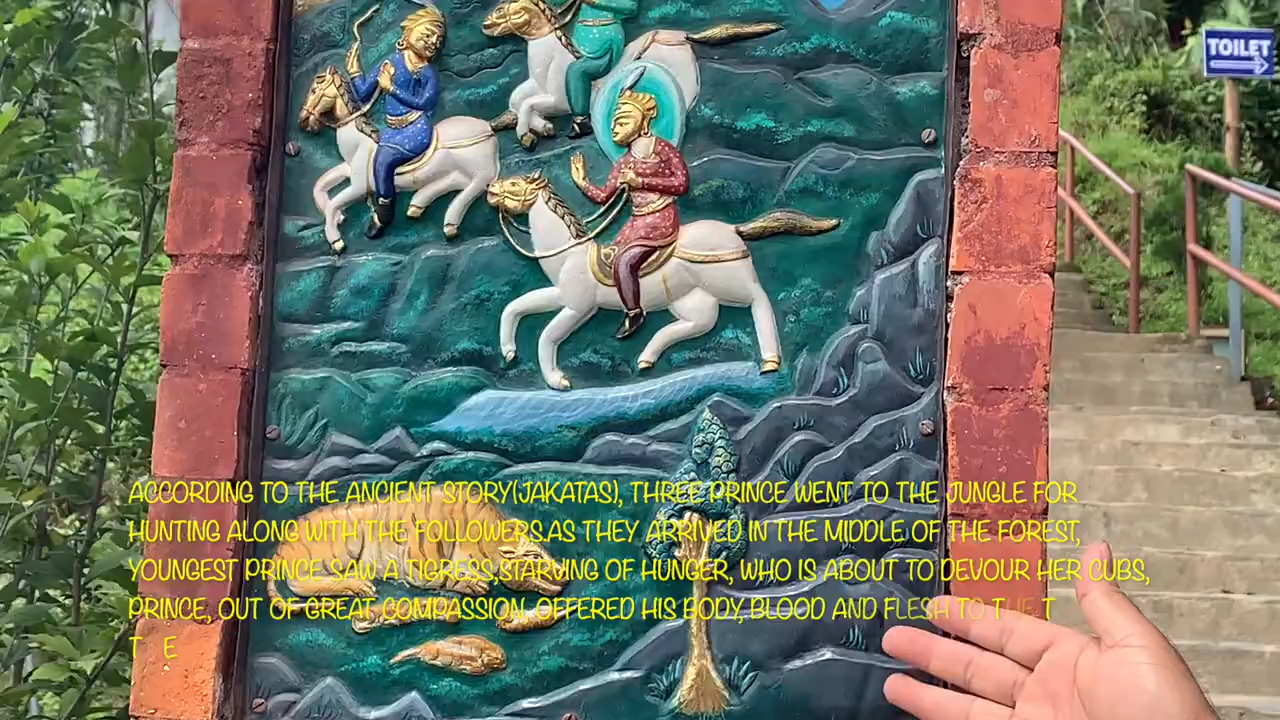 TOILET
ACCORDING TO THE ANCIENT STORY(JAKATAS), THREE PRINCE WENT TO THE JUNGLE FOR
HUNTING ALONG WITH THE FOLLOWERS.AS THEY ARRIVED IN THE MIDDLE OF THE FOREST,
YOUNGEST PRINCE SAW A TIGRESS,STARVING OF HUNGER, WHO IS ABOUT TO DEVOUR HER CUBS,
PRINCE, OUT OF GREAT COMPASSION, OFFERED HIS BODY, BLOOD AND FLESH TO